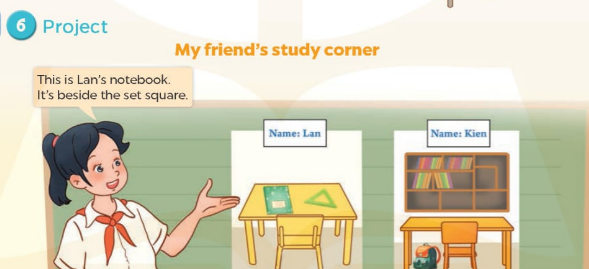 6 Project
My friend's study corner
This is Lan's notebook.
It's beside the set square.
Name: Lan
Name: Kien